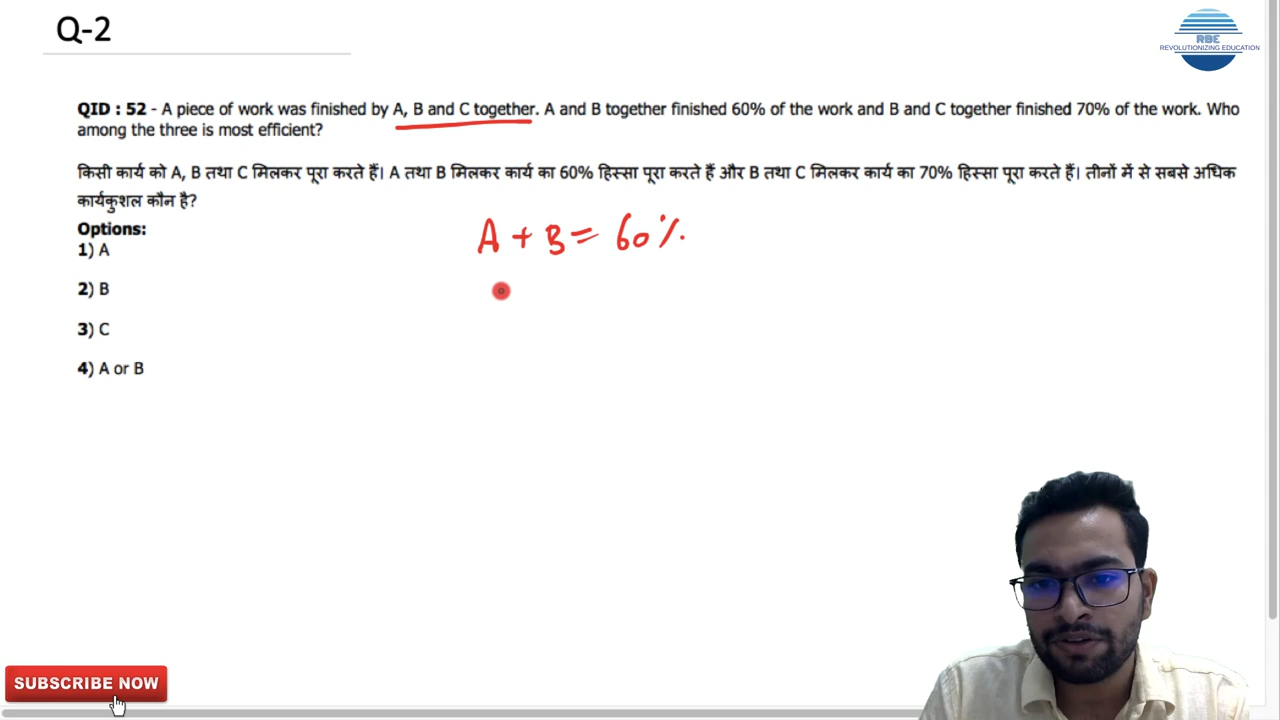 Q-2
RBE
REVOLUTIONIZING EDUCATION
QID : 52 - A piece of work was finished by A, B and C together. A and B together finished 60% of the work and B and C together finished 70% of the work. Who
among the three is most efficient?
किसी कार्य को A, B तथा C मिलकर पूरा करते हैं। A तथा B मिलकर कार्य का 60% हिस्सा पूरा करते हैं और B तथा C मिलकर कार्य का 70% हिस्सा पूरा करते हैं। तीनों में से सबसे अधिक
कार्यकुशल कौन है?
A + B = 60%
Options:
1) A
2) B
3) C
4) A or B
SUBSCRIBE NOW